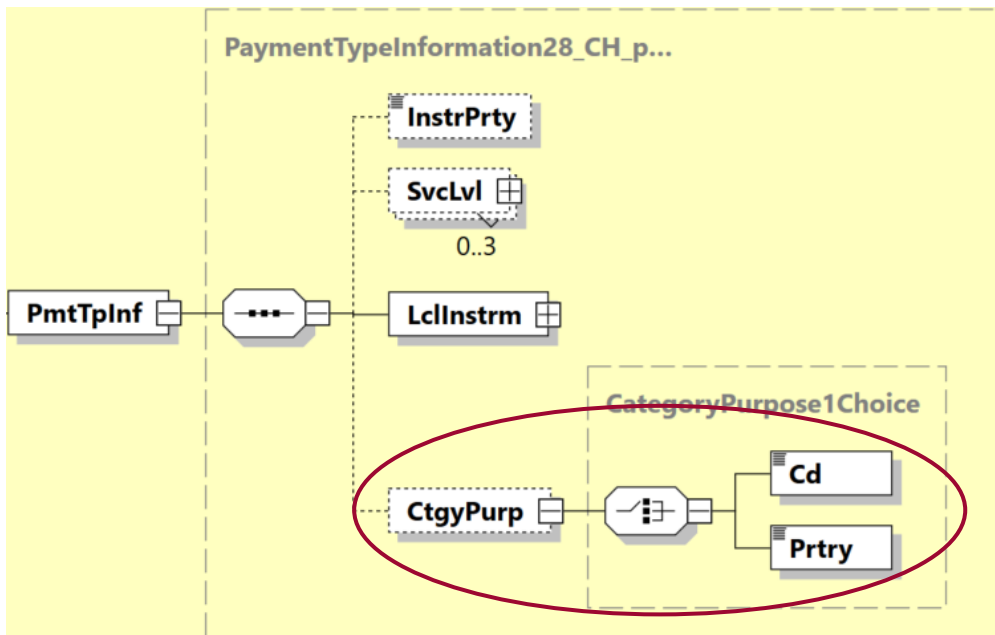 PaymentTypeInformation28_CH_p...
InstrPrty
SvcLvl
0..3
PmtTpInf
LclInstrm
CategoryPurpose1Choice
CtgyPurp
Cd
Prtry